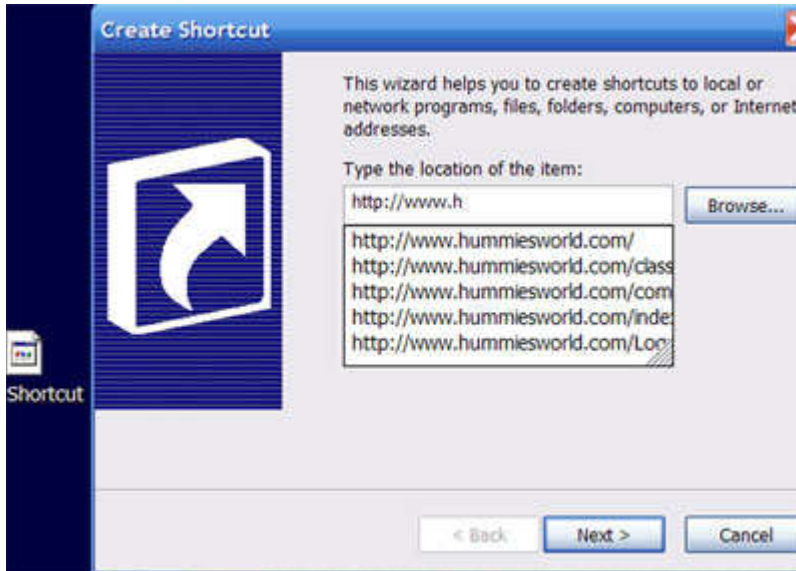 Create Shortcut
This wizard helps you to create shortcuts to local or
network programs, files, folders, computers, or Internet
addresses.
Type the location of the item:
http://www.h
Browse...
http://www.hummiesworld.com/
http://www.hummiesworld.com/class
http://www.hummiesworld.com/com
http://www.hummiesworld.com/inde
http://www.hummiesworld.com/Log
Shortcut
< Back
Next >
Cancel